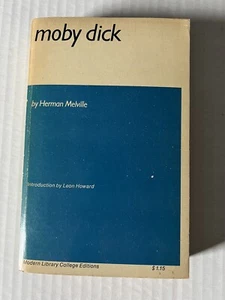 moby dick
by Herman Melville
Introduction by Leon Howard
Modern Library College Editions
$1.15